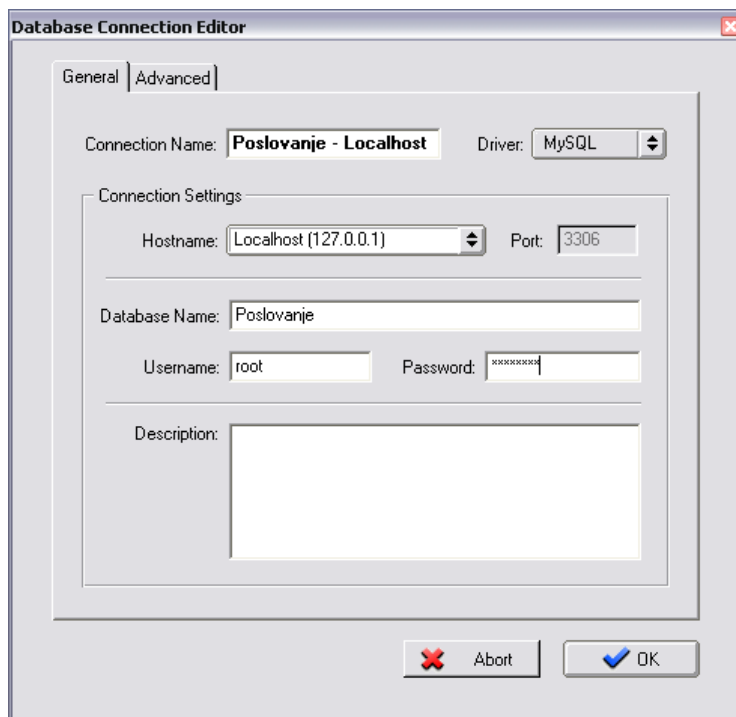 Database Connection Editor
General Advanced
Connection Name: Poslovanje - Localhost Driver: MySQL
Connection Settings
Hostname: Localhost (127.0.0.1) Port: 3306
Database Name: Poslovanje
Username: root Password: ********
Description:
Abort OK